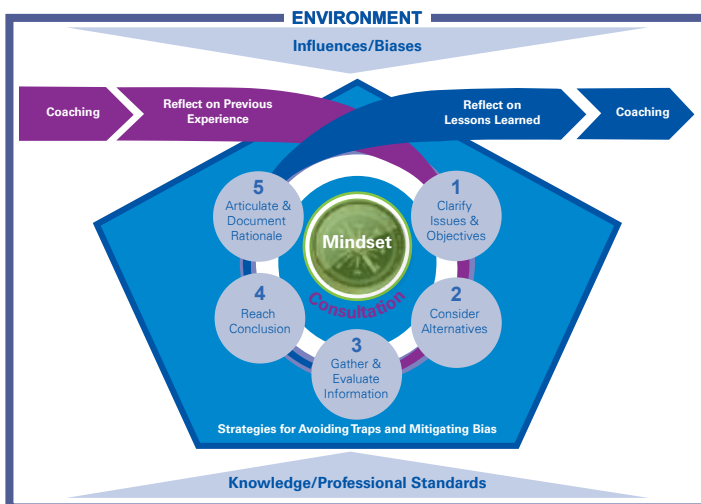 ENVIRONMENT
Influences/Biases
Coaching
Reflect on Previous
Experience
Reflect on
Lessons Learned
Coaching
1
Clarify
Issues &
Objectives
2
Consider
Alternatives
3
Gather &
Evaluate
Information
4
Reach
Conclusion
5
Articulate &
Document
Rationale
Mindset
Consultation
Strategies for Avoiding Traps and Mitigating Bias
Knowledge/Professional Standards